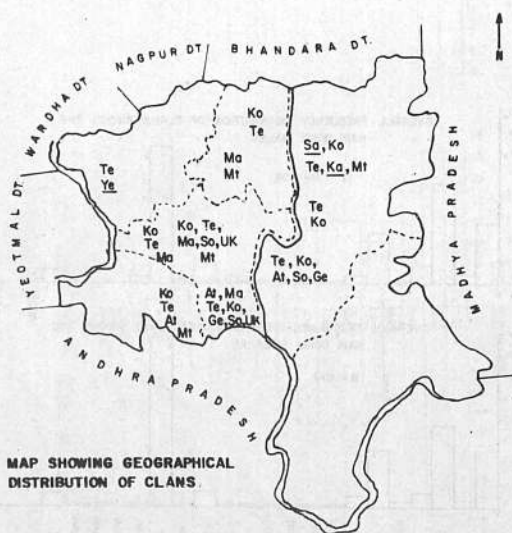 N
NAGPUR DT.
BHANDARA DT.
WARDHA DT.
YEOTMAL DT.
MADHYA PRADESH
ANDHRA PRADESH
Ko
Te
Sa, Ko
Te, Ka, Mt
Ma
Mt
Te
Ye
Te
Ko
Ko
Te
Ma
Ko, Te,
Ma, So, UK
Mt
Te, Ko,
At, So, Ge
Ko
Te
At
Mt
At, Ma
Te, Ko,
Ge, So, UK
MAP SHOWING GEOGRAPHICAL
DISTRIBUTION OF CLANS.